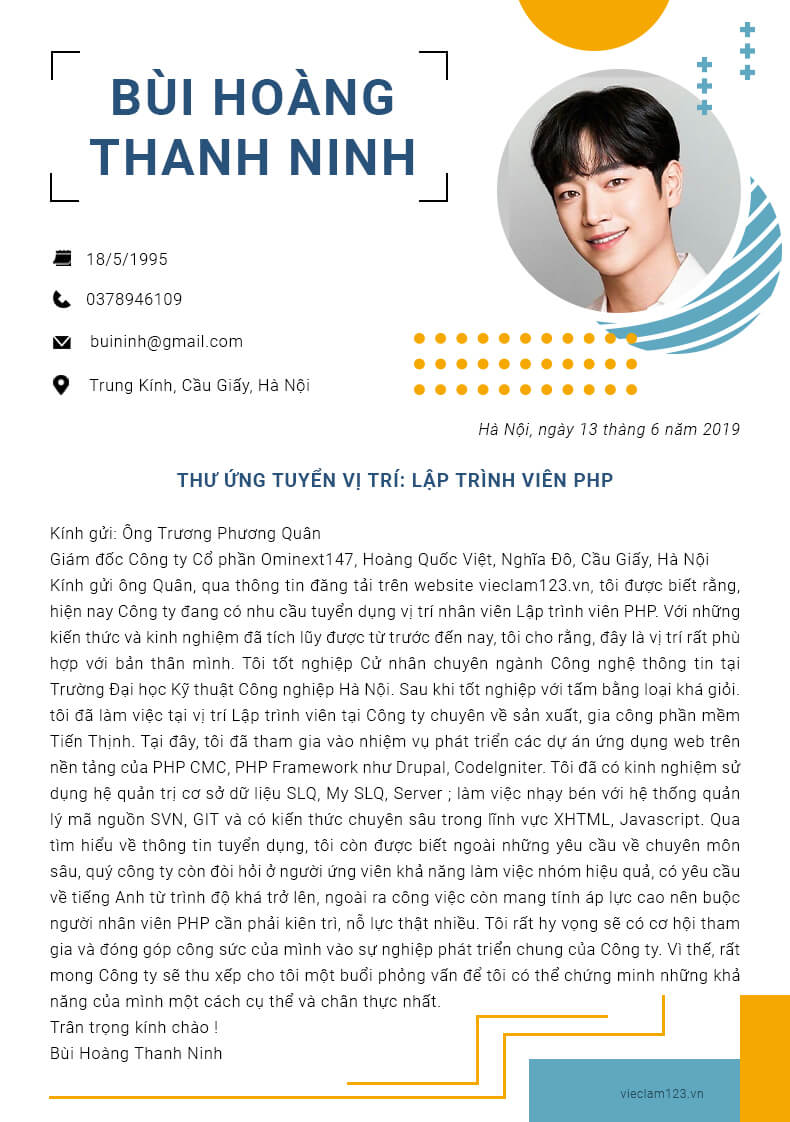 BÙI HOÀNG
THANH NINH
18/5/1995
0378946109
buininh@gmail.com
Trung Kính, Cầu Giấy, Hà Nội
Hà Nội, ngày 13 tháng 6 năm 2019
THƯ ỨNG TUYỂN VỊ TRÍ: LẬP TRÌNH VIÊN PHP
Kính gửi: Ông Trương Phương Quân
Giám đốc Công ty Cổ phần Ominext147, Hoàng Quốc Việt, Nghĩa Đô, Cầu Giấy, Hà Nội
Kính gửi ông Quân, qua thông tin đăng tải trên website vieclam123.vn, tôi được biết rằng,
hiện nay Công ty đang có nhu cầu tuyển dụng vị trí nhân viên Lập trình viên PHP. Với những
kiến thức và kinh nghiệm đã tích lũy được từ trước đến nay, tôi cho rằng, đây là vị trí rất phù
hợp với bản thân mình. Tôi tốt nghiệp Cử nhân chuyên ngành Công nghệ thông tin tại
Trường Đại học Kỹ thuật Công nghiệp Hà Nội. Sau khi tốt nghiệp với tấm bằng loại khá giỏi.
tôi đã làm việc tại vị trí Lập trình viên tại Công ty chuyên về sản xuất, gia công phần mềm
Tiến Thịnh. Tại đây, tôi đã tham gia vào nhiệm vụ phát triển các dự án ứng dụng web trên
nền tảng của PHP CMC, PHP Framework như Drupal, CodeIgniter. Tôi đã có kinh nghiệm sử
dụng hệ quản trị cơ sở dữ liệu SLQ, My SLQ, Server ; làm việc nhạy bén với hệ thống quản
lý mã nguồn SVN, GIT và có kiến thức chuyên sâu trong lĩnh vực XHTML, Javascript. Qua
tìm hiểu về thông tin tuyển dụng, tôi còn được biết ngoài những yêu cầu về chuyên môn
sâu, quý công ty còn đòi hỏi ở người ứng viên khả năng làm việc nhóm hiệu quả, có yêu cầu
về tiếng Anh từ trình độ khá trở lên, ngoài ra công việc còn mang tính áp lực cao nên buộc
người nhân viên PHP cần phải kiên trì, nỗ lực thật nhiều. Tôi rất hy vọng sẽ có cơ hội tham
gia và đóng góp công sức của mình vào sự nghiệp phát triển chung của Công ty. Vì thế, rất
mong Công ty sẽ thu xếp cho tôi một buổi phỏng vấn để tôi có thể chứng minh những khả
năng của mình một cách cụ thể và chân thực nhất.
Trân trọng kính chào !
Bùi Hoàng Thanh Ninh
vieclam123.vn